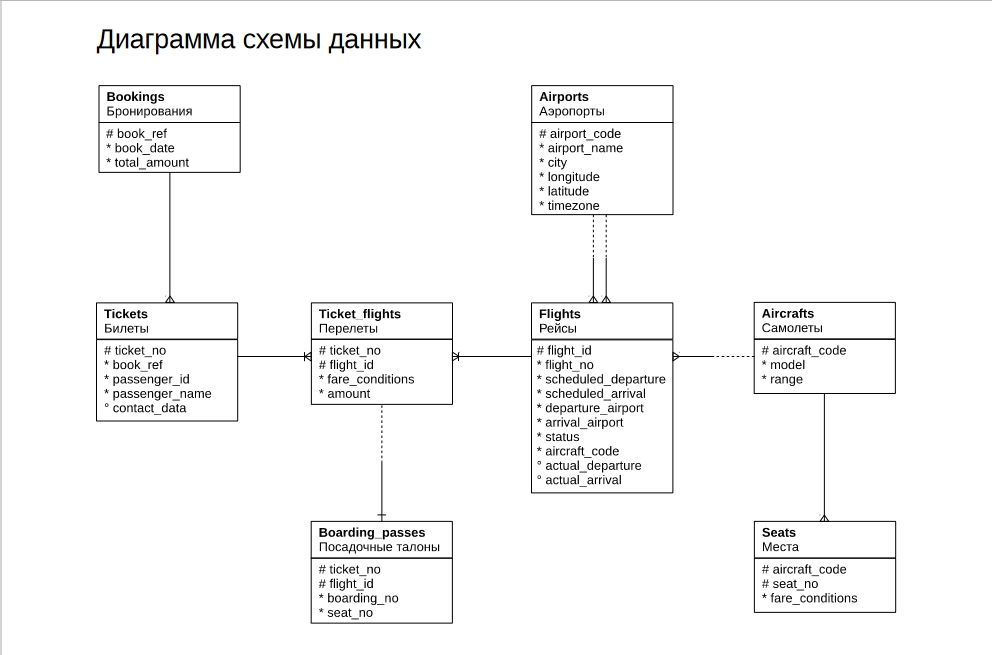 Диаграмма схемы данных
Bookings
Бронирования
# book_ref
* book_date
* total_amount
Airports
Аэропорты
# airport_code
* airport_name
* city
* longitude
* latitude
* timezone
Tickets
Билеты
# ticket_no
* book_ref
* passenger_id
* passenger_name
° contact_data
Ticket_flights
Перелеты
# ticket_no
# flight_id
* fare_conditions
* amount
Flights
Рейсы
# flight_id
* flight_no
* scheduled_departure
* scheduled_arrival
* departure_airport
* arrival_airport
* status
* aircraft_code
° actual_departure
° actual_arrival
Aircrafts
Самолеты
# aircraft_code
* model
* range
Boarding_passes
Посадочные талоны
# ticket_no
# flight_id
* boarding_no
* seat_no
Seats
Места
# aircraft_code
# seat_no
* fare_conditions